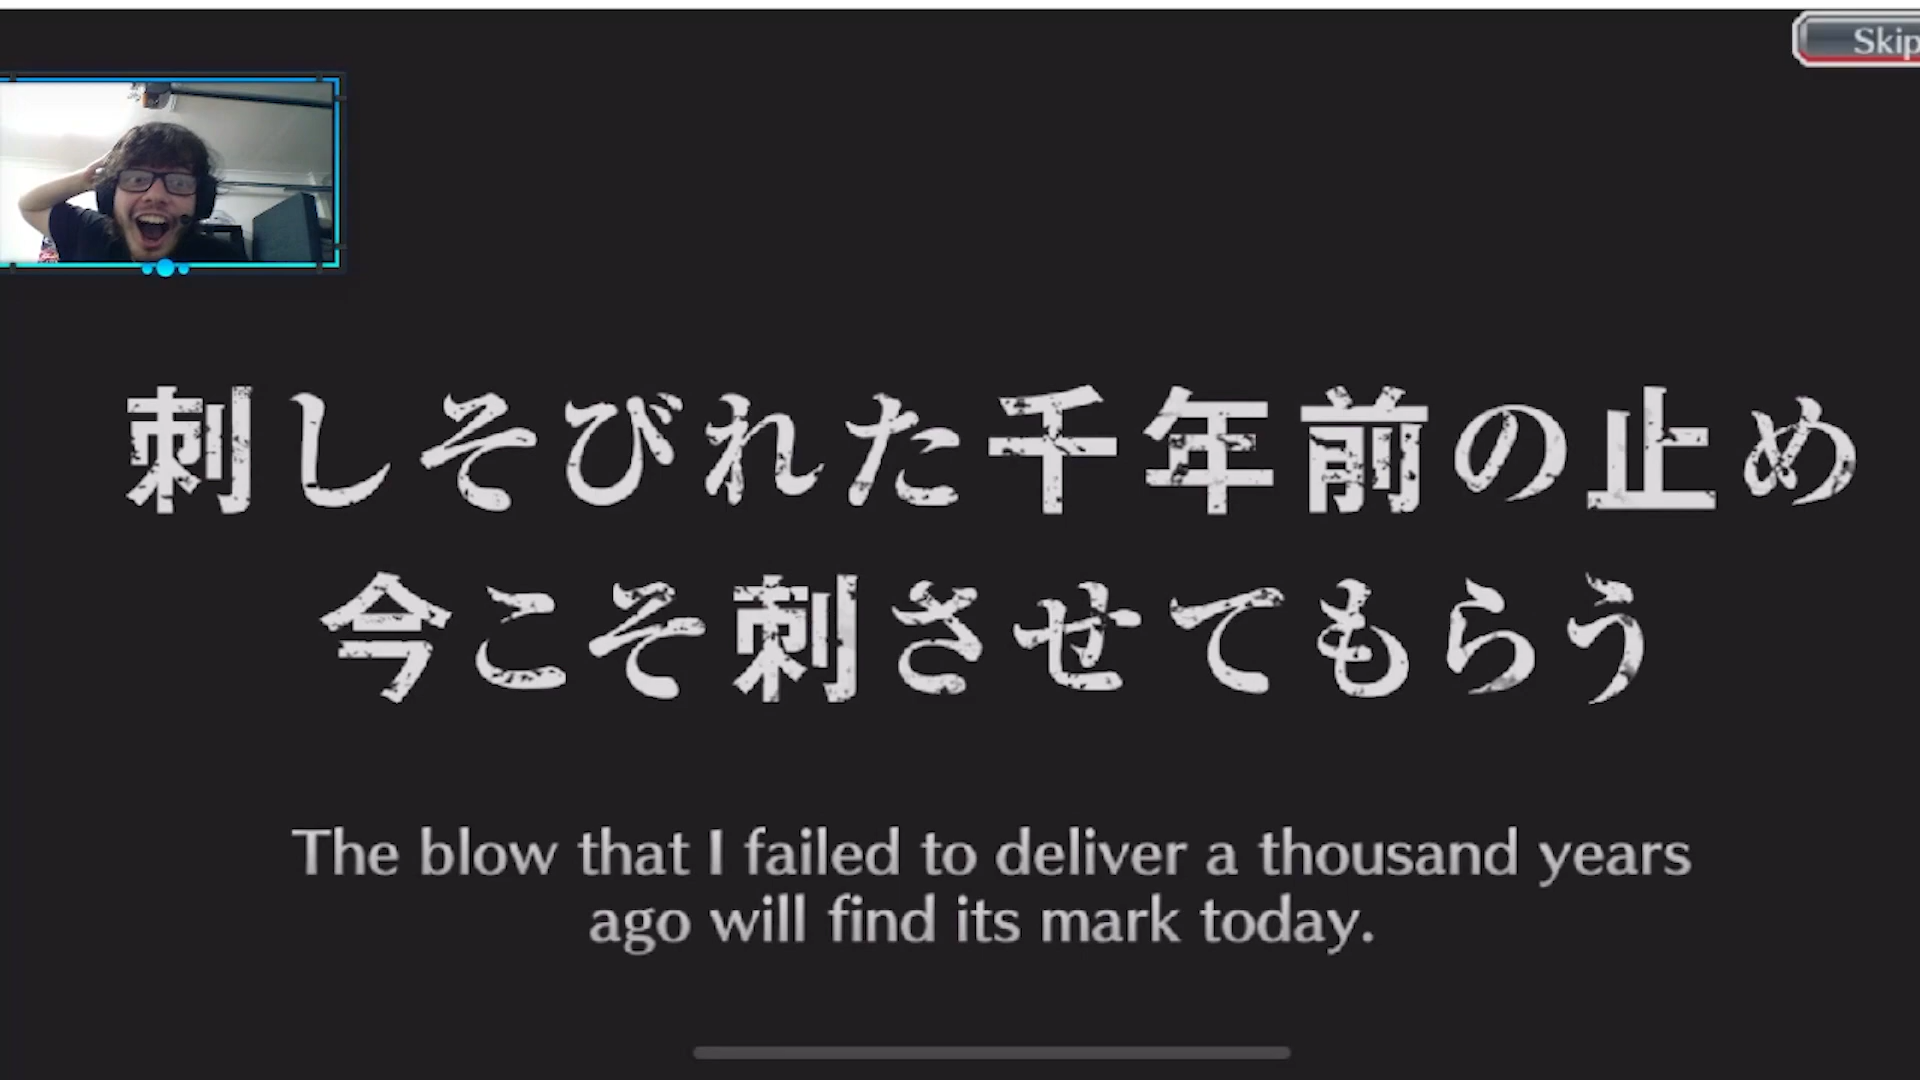 Skip
刺しそびれた千年前の止め
今こそ刺させてもらう
The blow that I failed to deliver a thousand years
ago will find its mark today.